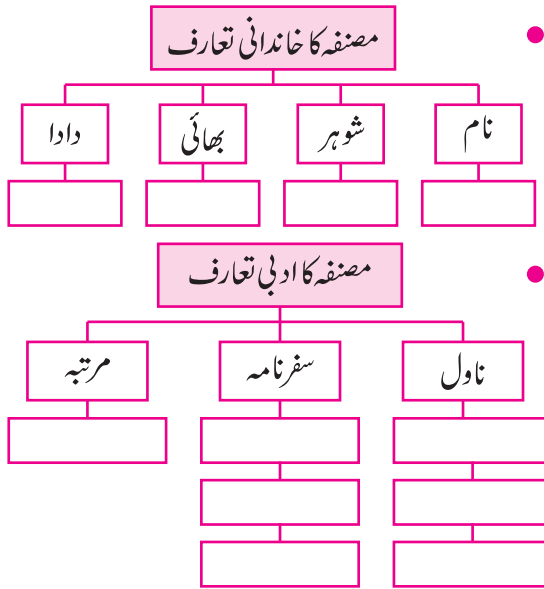 مصنفہ کا خاندانی تعارف
نام شوہر بھائی دادا
مصنفہ کا ادبی تعارف
ناول سفرنامہ مرتبہ